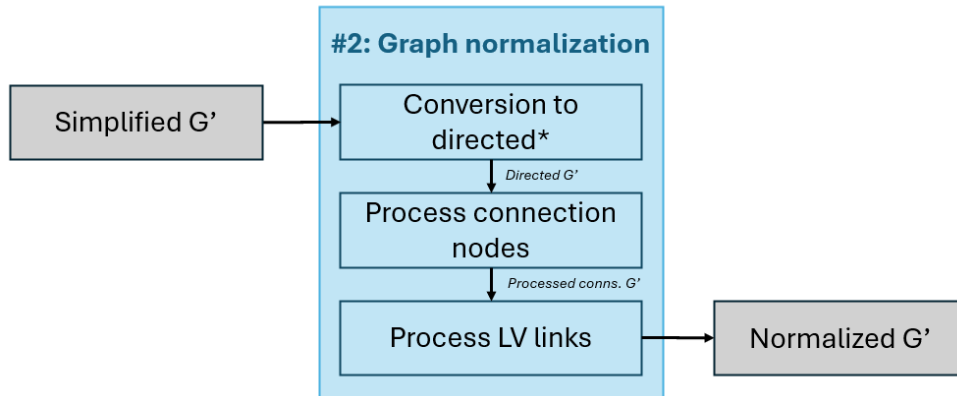 #2: Graph normalization
Simplified G’
Conversion to
directed*
Directed G’
Process connection
nodes
Processed conns. G’
Process LV links
Normalized G’